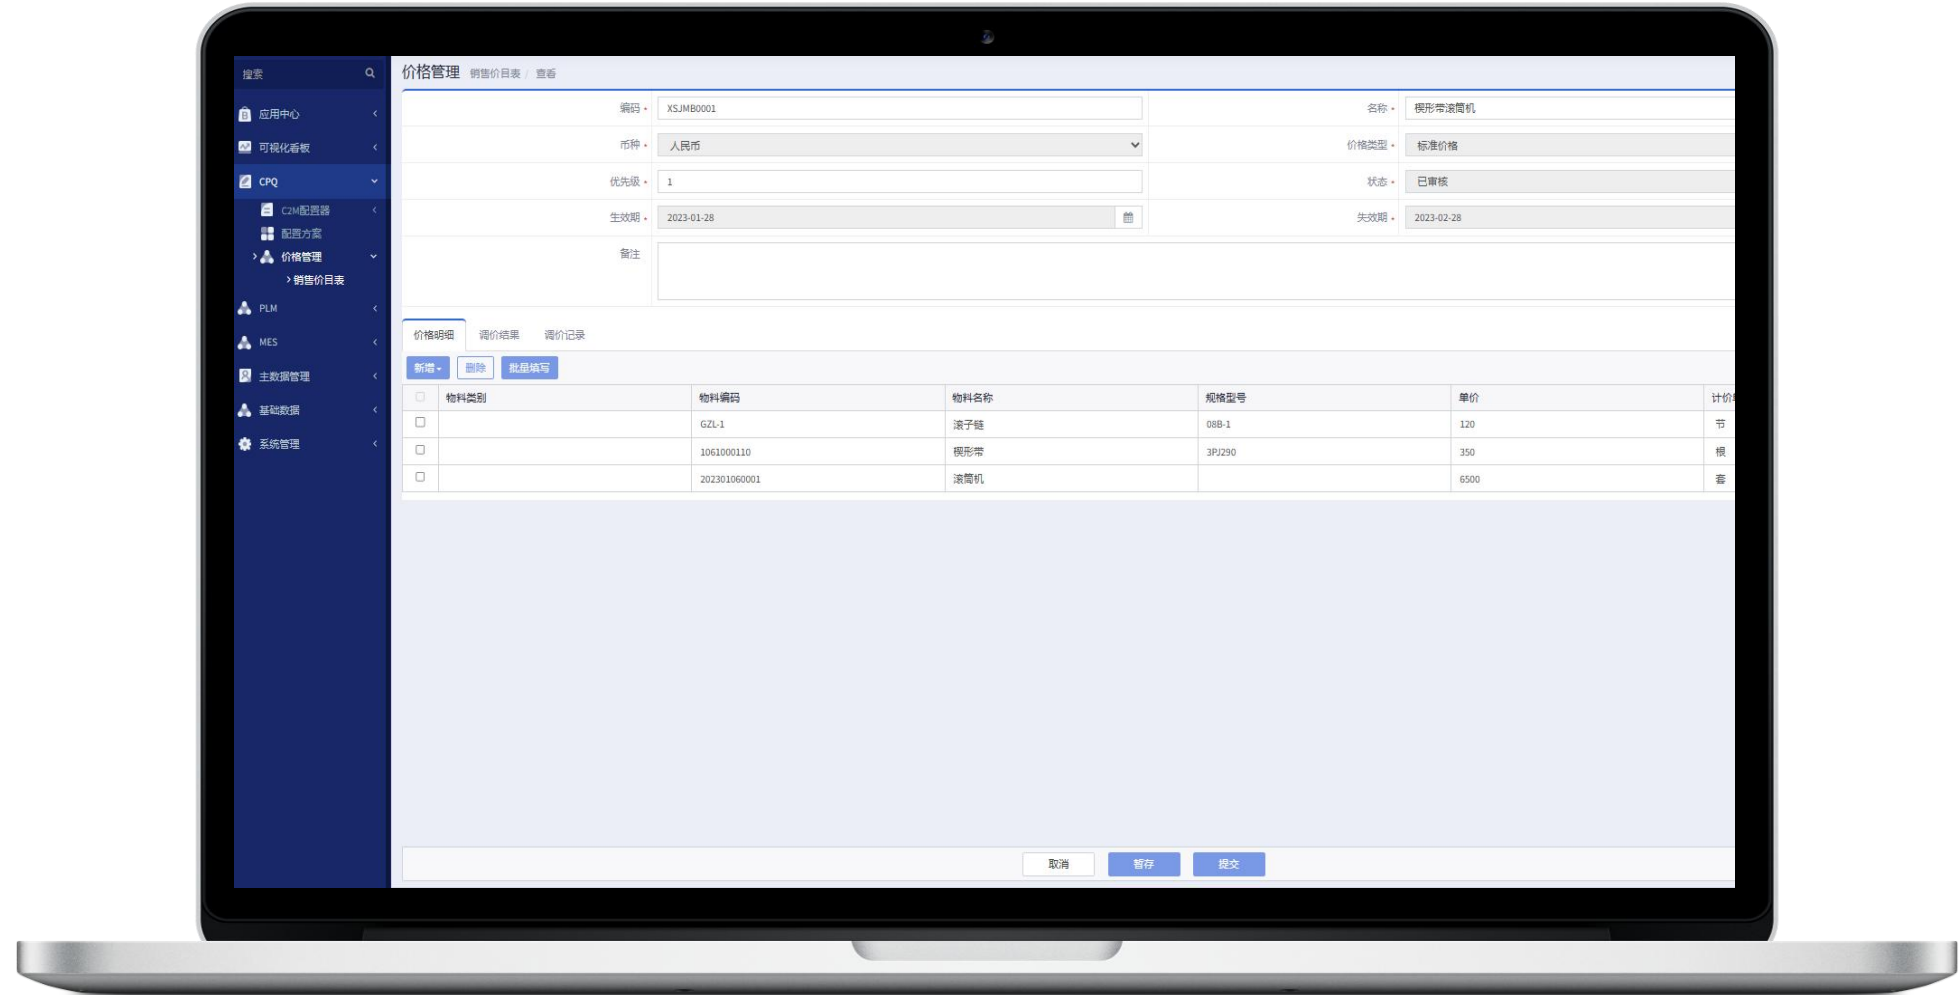 搜索
应用中心
可视化看板
CPQ
C2M配置器
配置方案
价格管理
销售价目表
PLM
MES
主数据管理
基础数据
系统管理
价格管理 销售价目表 / 查看
编码 • XSJMB0001 名称 • 楔形带滚筒机
币种 • 人民币 价格类型 • 标准价格
优先级 • 1 状态 • 已审核
生效期 • 2023-01-28 失效期 • 2023-02-28
备注
价格明细 调价结果 调价记录
新增 删除 批量填写
物料类别 物料编码 物料名称 规格型号 单价 计价
GZL-1 滚子链 08B-1 120 节
1061000110 楔形带 3PJ290 350 根
202301060001 滚筒机 6500 套
取消 暂存 提交